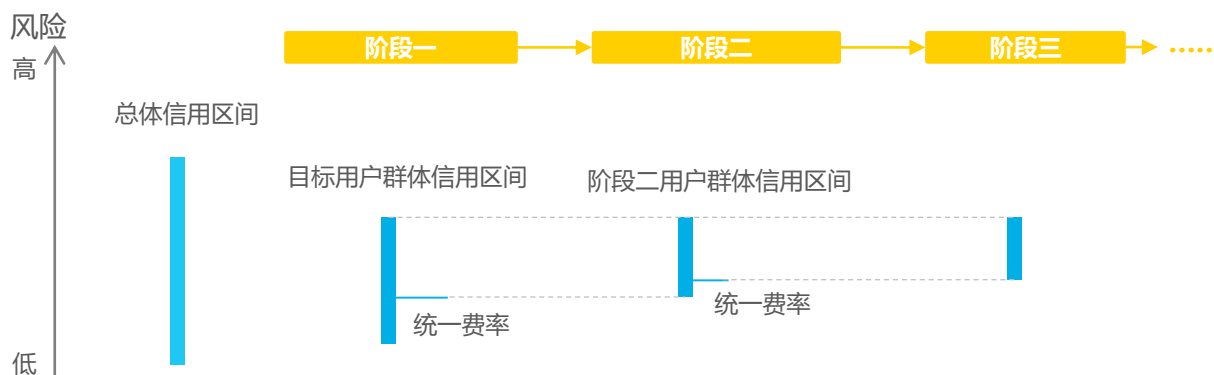 风险
高
阶段一
阶段二
阶段三
......
总体信用区间
目标用户群体信用区间
阶段二用户群体信用区间
统一费率
统一费率
低